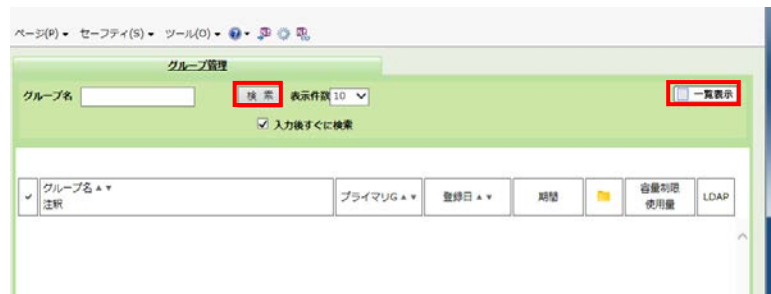 ページ(P) セーフティ(S) ツール(O)
グループ管理
グループ名 検 索 表示件数 10 一覧表示
入力後すぐに検索
グループ名▲▼ プライマリG▲▼ 登録日▲▼ 期間 容量制限 LDAP
注釈 使用量